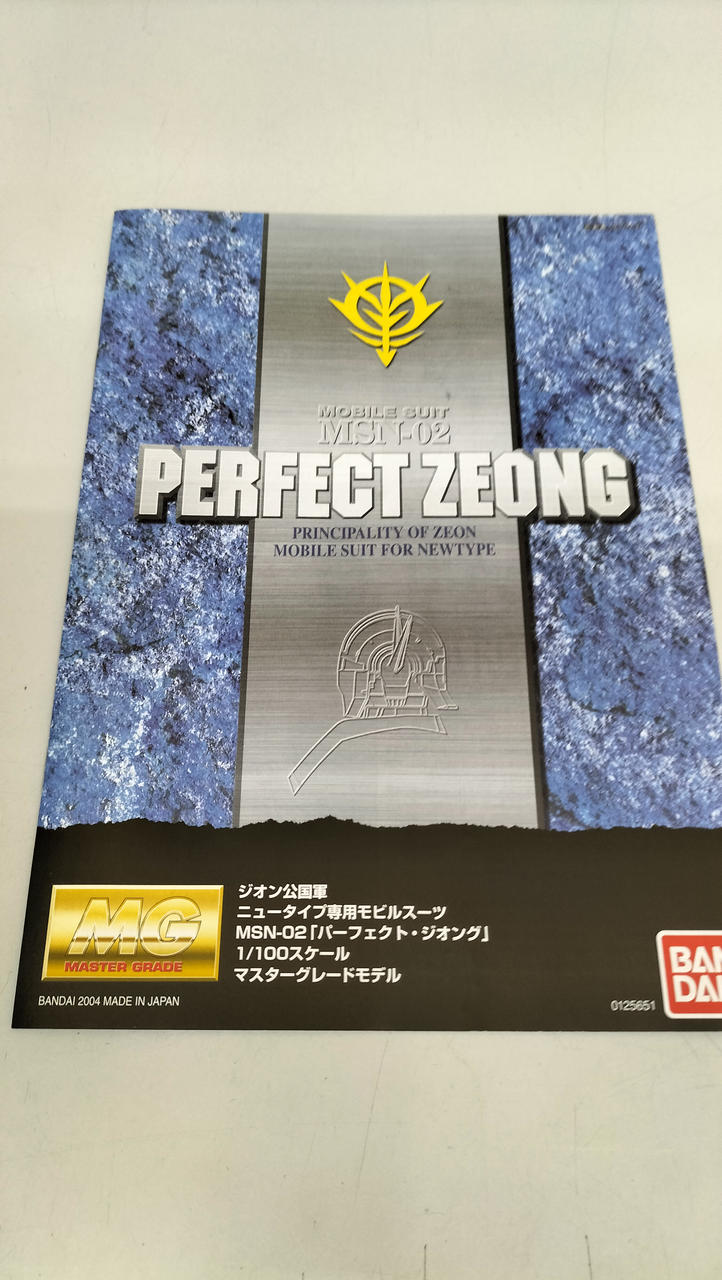 MOBILE SUIT
MSN-02
PERFECT ZEONG
PRINCIPALITY OF ZEON
MOBILE SUIT FOR NEWTYPE
MG
MASTER GRADE
ジオン公国軍
ニュータイプ専用モビルスーツ
MSN-02「パーフェクト・ジオング」
1/100スケール
マスターグレードモデル
BANDAI 2004 MADE IN JAPAN
0125651
BAN
DAI